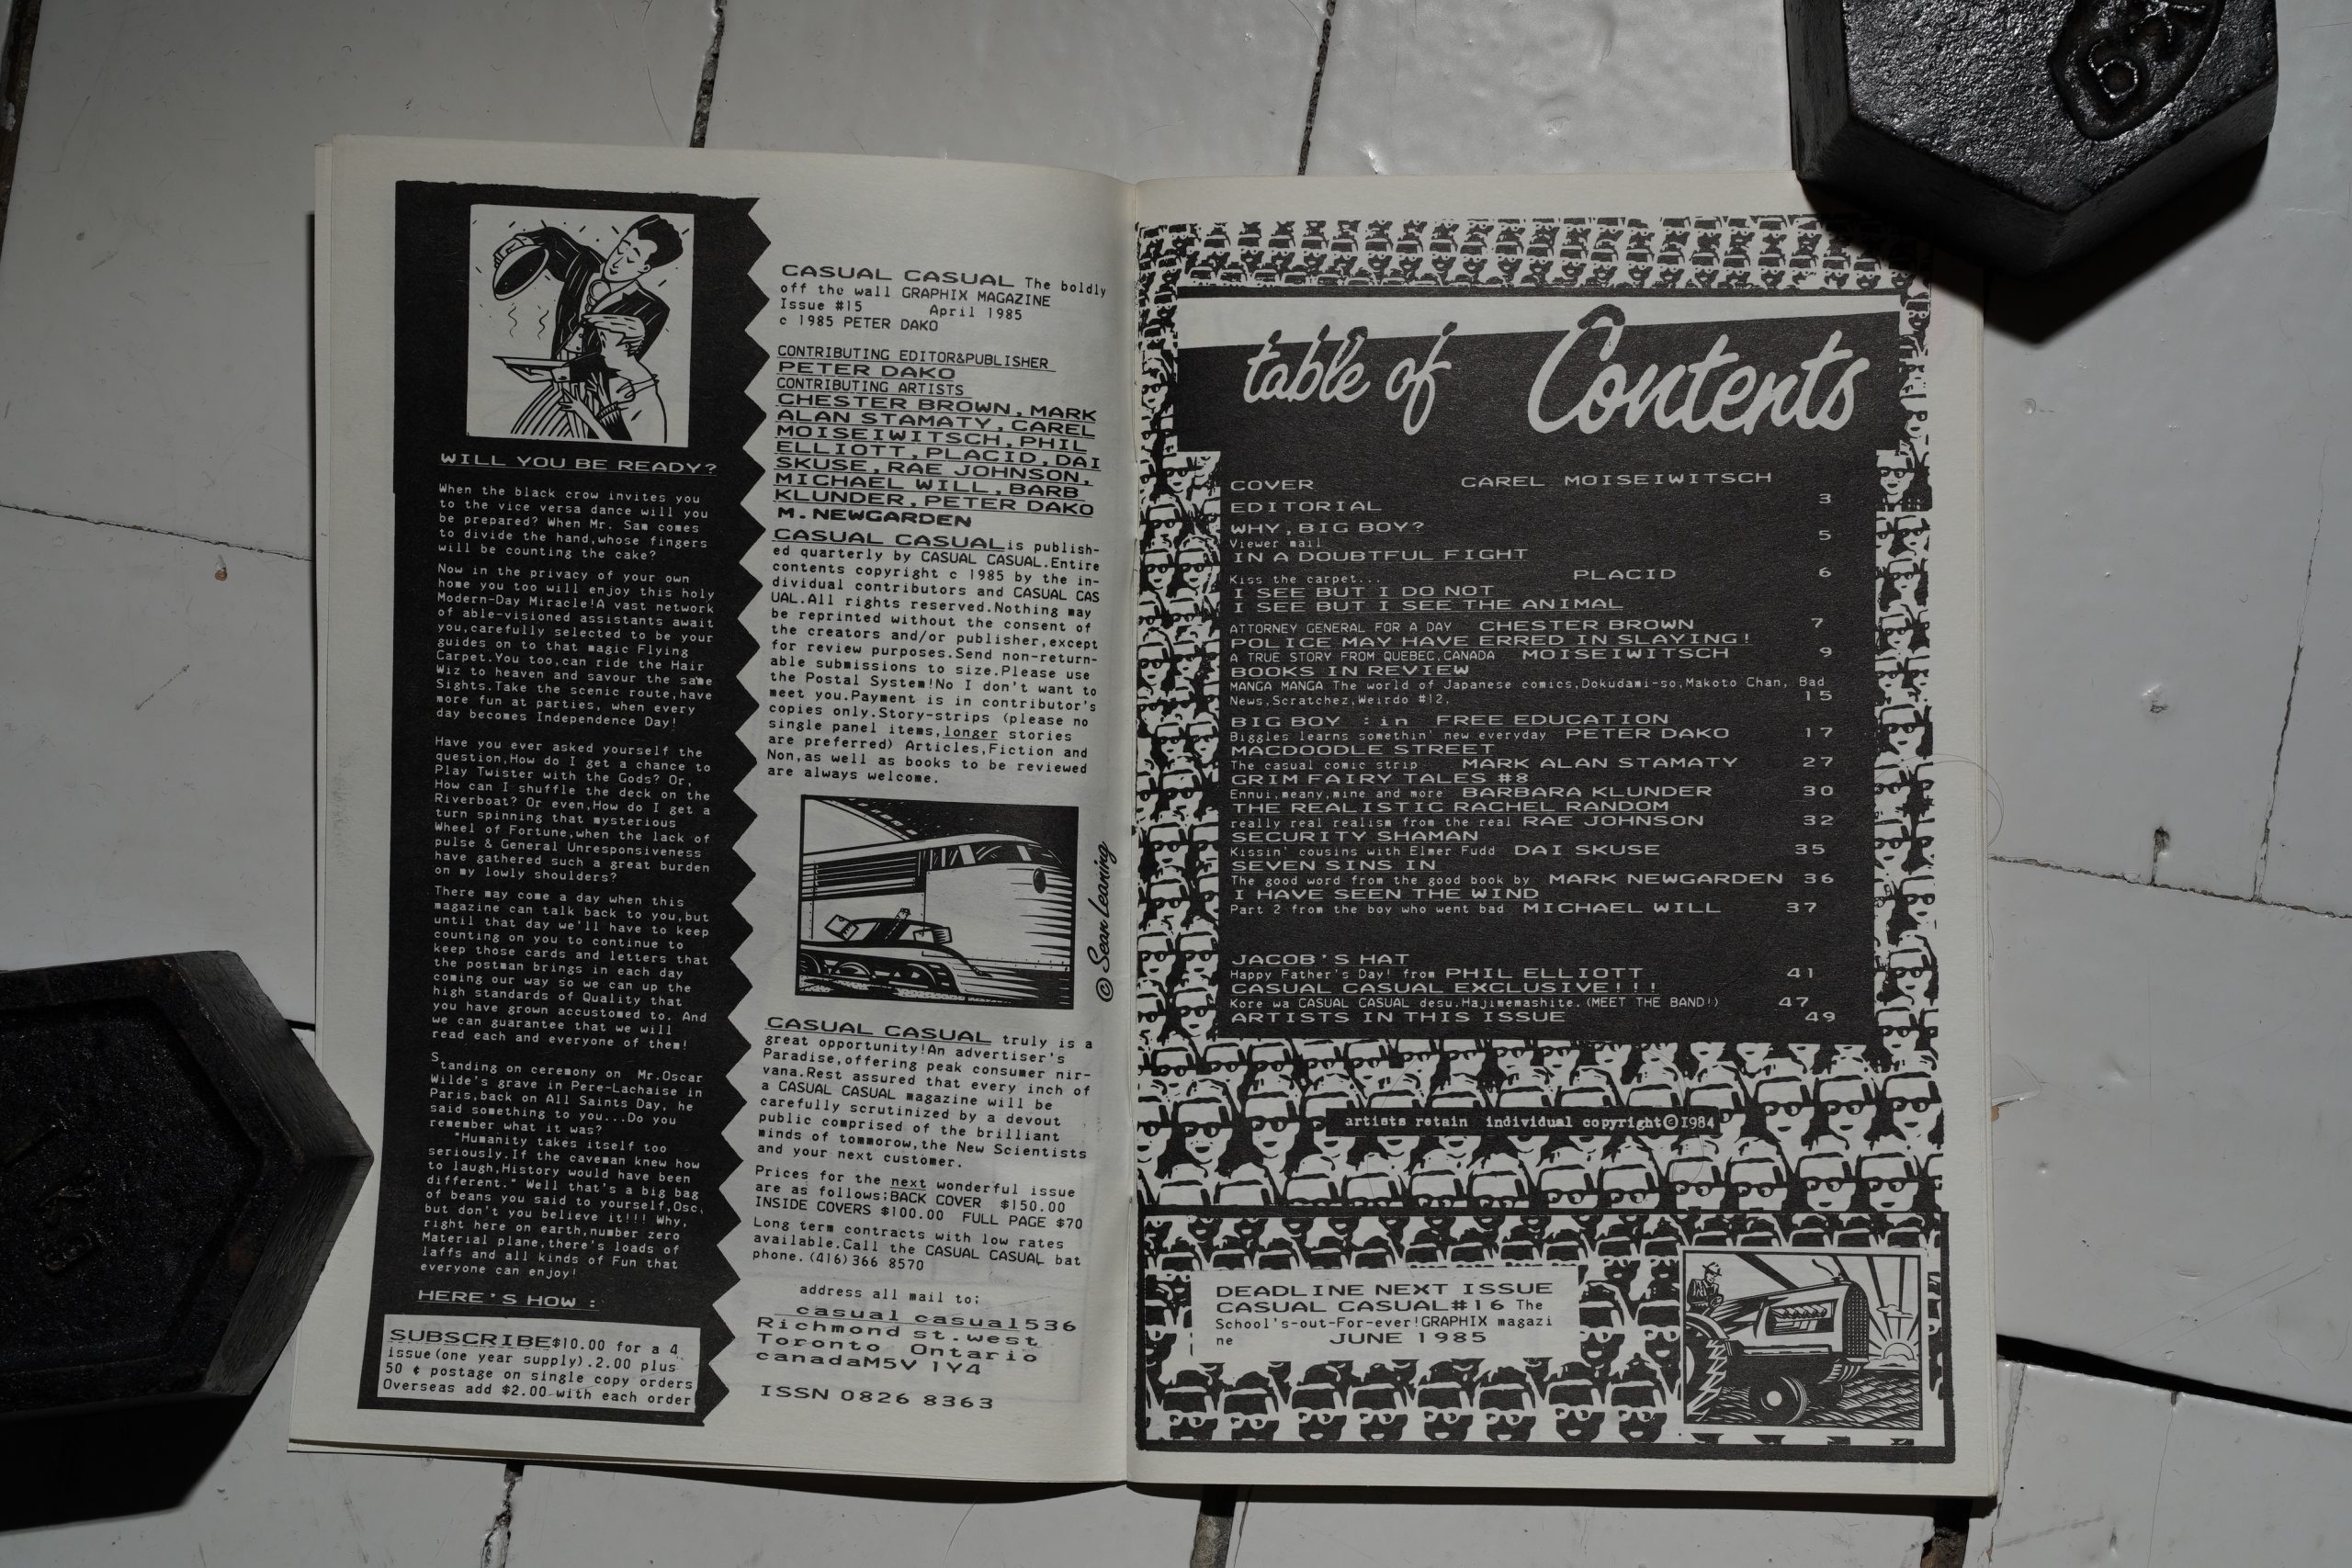 WILL YOU BE READY?
When the black crow invites you
to the vice versa dance will you
be prepared? When Mr. Sam comes
to divide the hand,whose fingers
will be counting the cake?
Now in the privacy of your own
home you too will enjoy this holy
Modern-Day Miracle!A vast network
of able-visioned assistants await
you,carefully selected to be your
guides on to that magic Flying
Carpet.You too,can ride the Hair
Wiz to heaven and savour the same
Sights.Take the scenic route,have
more fun at parties, when every
day becomes Independence Day!
Have you ever asked yourself the
question,How do I get a chance to
Play Twister with the Gods? Or,
How can I shuffle the deck on the
Riverboat? Or even,How do I get a
turn spinning that mysterious
Wheel of Fortune,when the lack of
pulse & General Unresponsiveness
have gathered such a great burden
on my lowly shoulders?
There may come a day when this
magazine can talk back to you,but
until that day we'll have to keep
counting on you to continue to
keep those cards and letters that
the postman brings in each day
coming our way so we can up the
high standards of Quality that
you have grown accustomed to. And
we can guarantee that we will
read each and everyone of them!
Standing on ceremony on Mr.Oscar
Wilde's grave in Pere-Lachaise in
Paris,back on All Saints Day, he
said something to you...Do you
remember what it was?
"Humanity takes itself too
seriously.If the caveman knew how
to laugh,History would have been
different." Well that's a big bag
of beans you said to yourself,Osc,
but don't you believe it!!! Why,
right here on earth,number zero
Material plane,there's loads of
laffs and all kinds of Fun that
everyone can enjoy!
HERE'S HOW :
SUBSCRIBE$10.00 for a 4
issue(one year supply).2.00 plus
50 ¢ postage on single copy orders
Overseas add $2.00 with each order
CASUAL CASUAL The boldly
off the wall GRAPHIX MAGAZINE
Issue #15 April 1985
c 1985 PETER DAKO
CONTRIBUTING EDITOR&PUBLISHER
PETER DAKO
CONTRIBUTING ARTISTS
CHESTER BROWN,MARK
ALAN STAMATY,CAREL
MOISEIWITSCH,PHIL
ELLIOTT,PLACID,DAI
SKUSE,RAE JOHNSON,
MICHAEL WILL,BARB
KLUNDER,PETER DAKO
M.NEWGARDEN
CASUAL CASUAL is publish-
ed quarterly by CASUAL CASUAL.Entire
contents copyright c 1985 by the in-
dividual contributors and CASUAL CAS
UAL.All rights reserved.Nothing may
be reprinted without the consent of
the creators and/or publisher,except
for review purposes.Send non-return-
able submissions to size.Please use
the Postal System!No I don't want to
meet you.Payment is in contributor's
copies only.Story-strips (please no
single panel items,longer stories
are preferred) Articles,Fiction and
Non,as well as books to be reviewed
are always welcome.
© Sean Leaning
CASUAL CASUAL truly is a
great opportunity!An advertiser's
Paradise,offering peak consumer nir-
vana.Rest assured that every inch of
a CASUAL CASUAL magazine will be
carefully scrutinized by a devout
public comprised of the brilliant
minds of tommorow,the New Scientists
and your next customer.
Prices for the next wonderful issue
are as follows;BACK COVER $150.00
INSIDE COVERS $100.00 FULL PAGE $70
Long term contracts with low rates
available.Call the CASUAL CASUAL bat
phone.(416)366 8570
address all mail to;
casual casual536
Richmond st.west
Toronto Ontario
canadaM5V 1Y4
ISSN 0826 8363
table of Contents
COVER CAREL MOISEIWITSCH
EDITORIAL 3
WHY,BIG BOY?
Viewer mail 5
IN A DOUBTFUL FIGHT
Kiss the carpet... PLACID 6
I SEE BUT I DO NOT
I SEE BUT I SEE THE ANIMAL
ATTORNEY GENERAL FOR A DAY CHESTER BROWN 7
POLICE MAY HAVE ERRED IN SLAYING!
A TRUE STORY FROM QUEBEC,CANADA MOISEIWITSCH 9
BOOKS IN REVIEW
MANGA MANGA The world of Japanese comics,Dokudami-so,Makoto Chan, Bad
News,Scratchez,Weirdo #12, 15
BIG BOY :in FREE EDUCATION
Biggles learns somethin' new everyday PETER DAKO 17
MACDOODLE STREET
The casual comic strip MARK ALAN STAMATY 27
GRIM FAIRY TALES #8
Ennui,meany,mine and more BARBARA KLUNDER 30
THE REALISTIC RACHEL RANDOM
really real realism from the real RAE JOHNSON 32
SECURITY SHAMAN
Kissin' cousins with Elmer Fudd DAI SKUSE 35
SEVEN SINS IN
The good word from the good book by MARK NEWGARDEN 36
I HAVE SEEN THE WIND
Part 2 from the boy who went bad MICHAEL WILL 37
JACOB'S HAT
Happy Father's Day! from PHIL ELLIOTT 41
CASUAL CASUAL EXCLUSIVE!!!
Kore wa CASUAL CASUAL desu.Hajimemashite.(MEET THE BAND!) 47
ARTISTS IN THIS ISSUE 49
artists retain individual copyright©1984
DEADLINE NEXT ISSUE
CASUAL CASUAL#16 The
School's-out-For-ever!GRAPHIX magazi
ne JUNE 1985